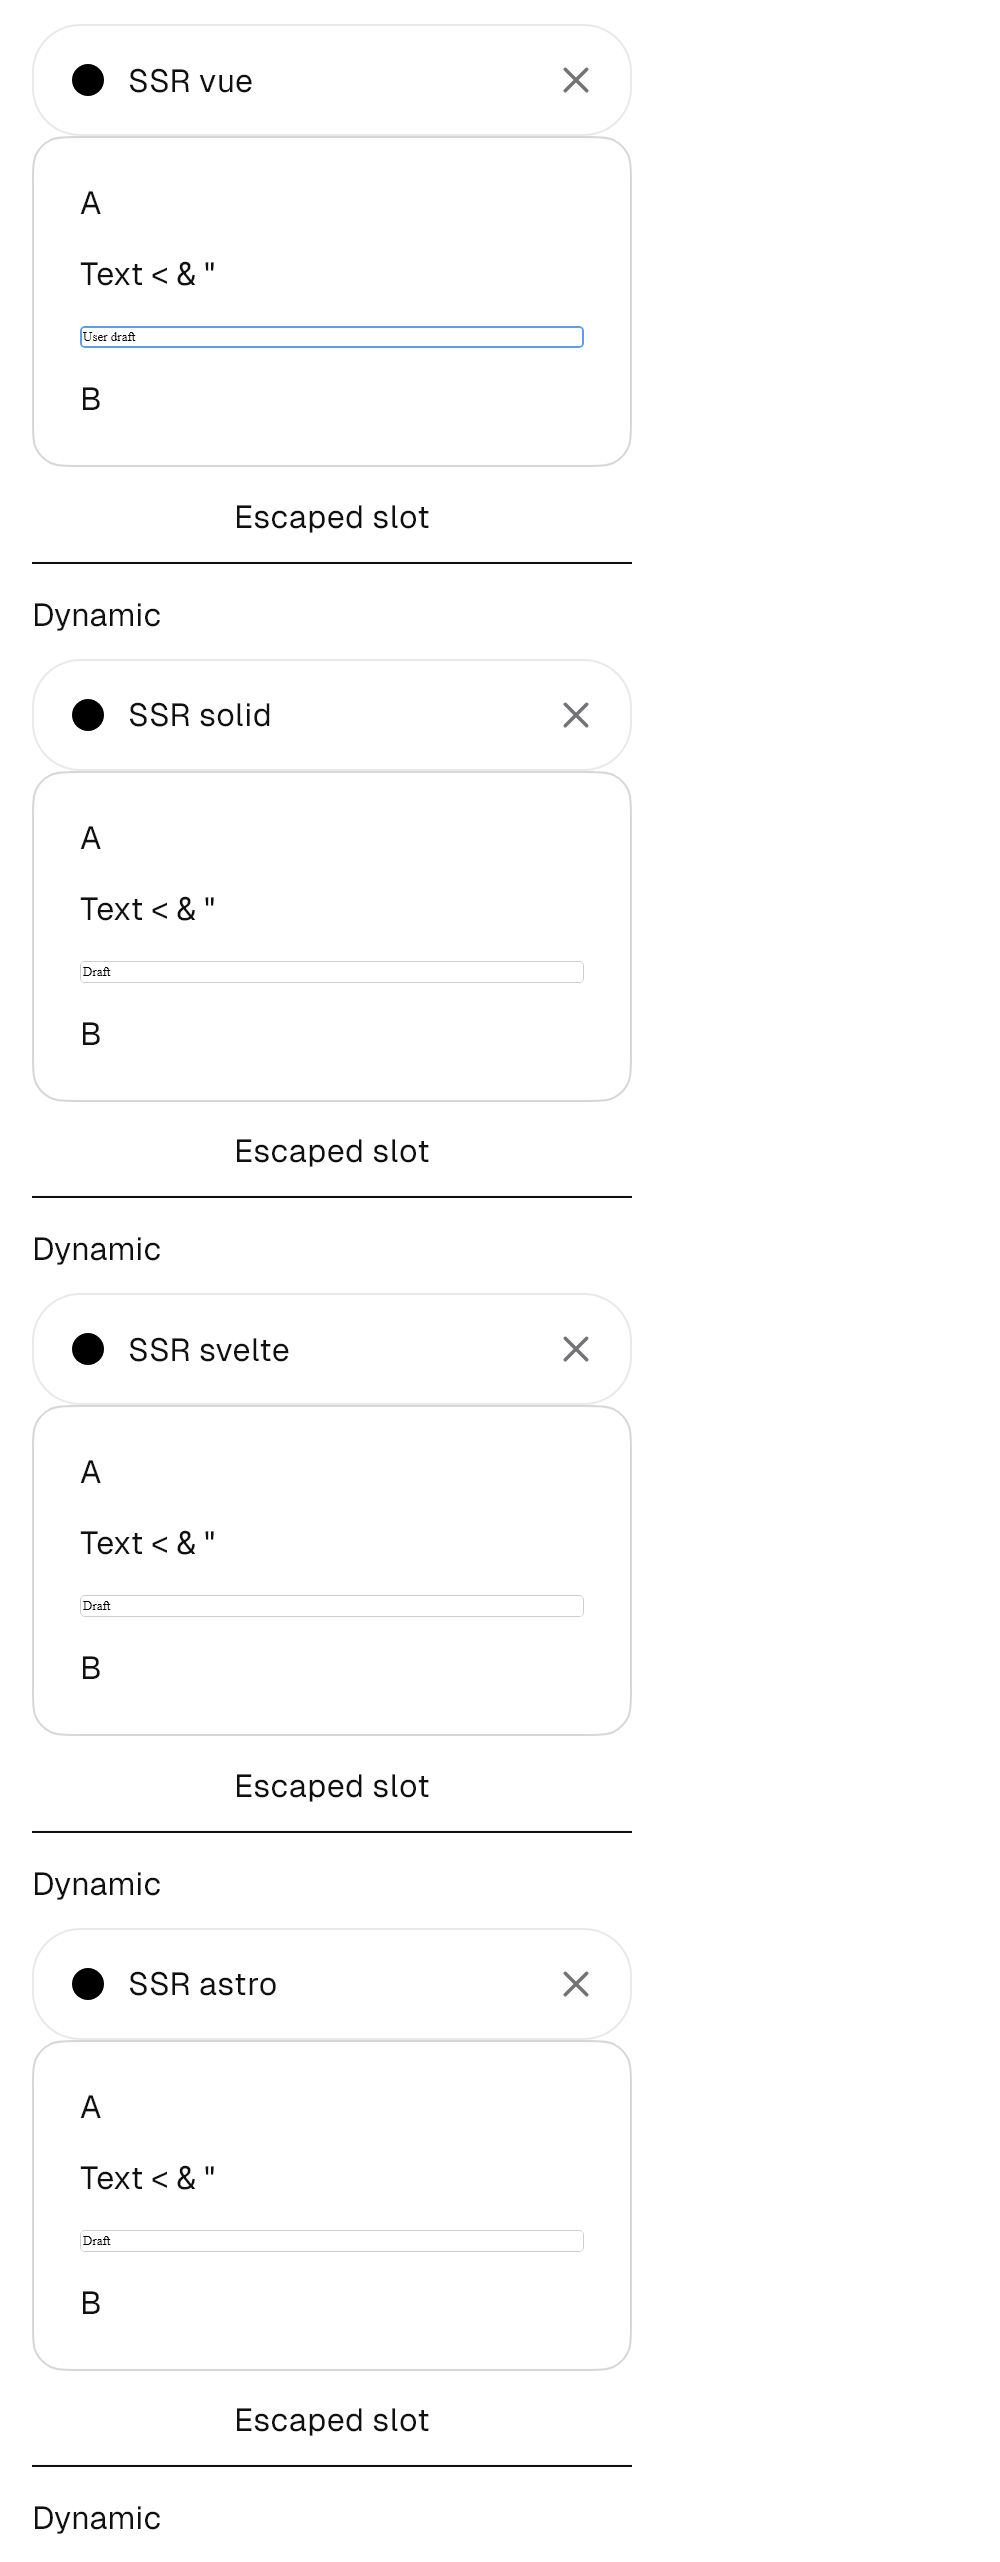 SSR vue
A
Text < & "
User draft
B
Escaped slot
Dynamic
SSR solid
A
Text < & "
Draft
B
Escaped slot
Dynamic
SSR svelte
A
Text < & "
Draft
B
Escaped slot
Dynamic
SSR astro
A
Text < & "
Draft
B
Escaped slot
Dynamic